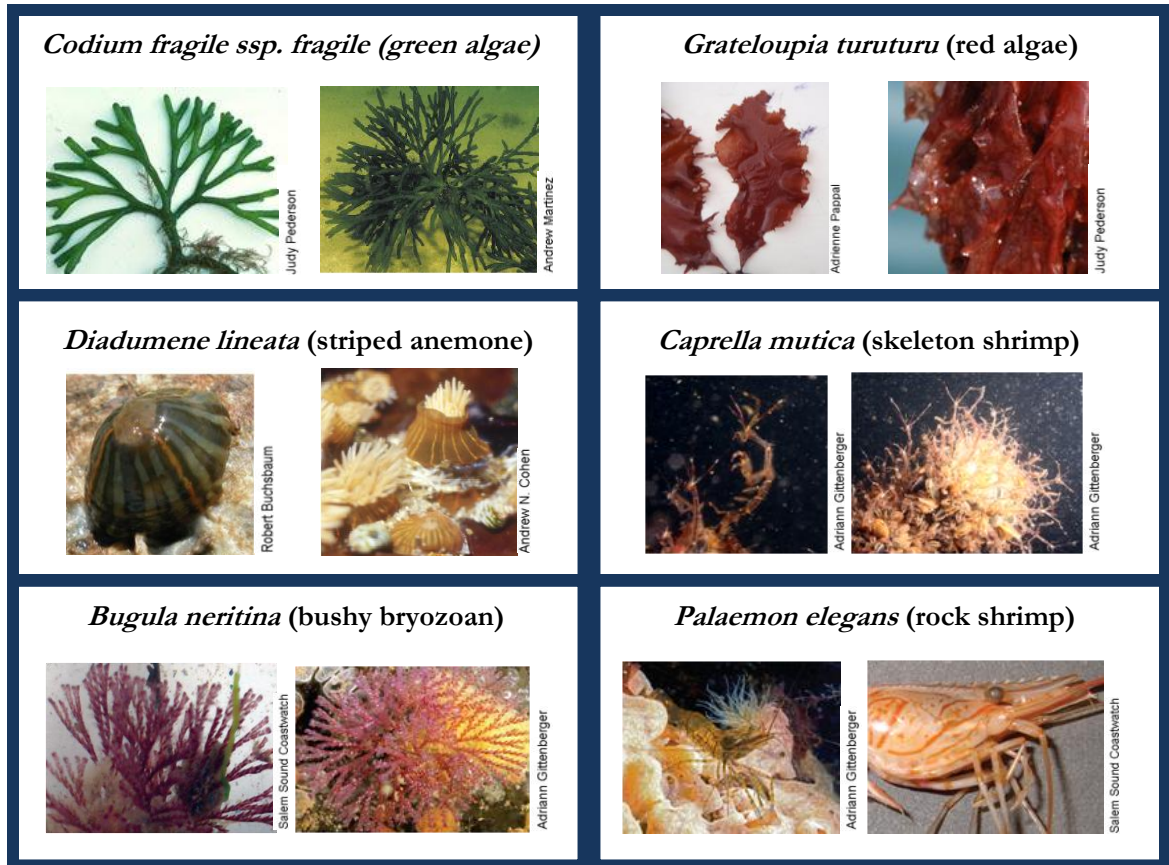 Codium fragile ssp. fragile (green algae)
Judy Pederson
Andrew Martinez
Grateloupia turuturu (red algae)
Adrienne Pappal
Judy Pederson
Diadumene lineata (striped anemone)
Robert Buchsbaum
Andrew N. Cohen
Caprella mutica (skeleton shrimp)
Adriann Gittenberger
Adriann Gittenberger
Bugula neritina (bushy bryozoan)
Salem Sound Coastwatch
Adriann Gittenberger
Palaemon elegans (rock shrimp)
Adriann Gittenberger
Salem Sound Coastwatch